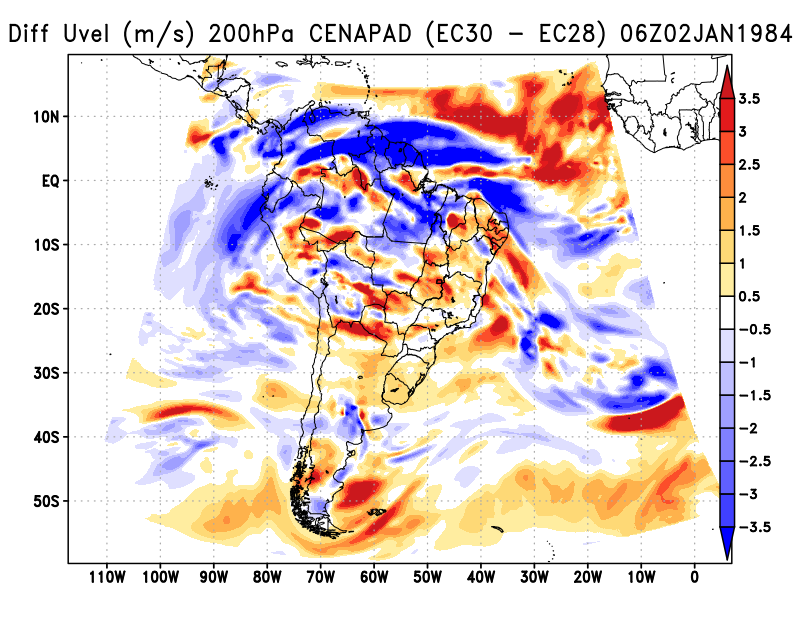 Diff Uvel (m/s) 200hPa CENAPAD (EC30 − EC28) 06Z02JAN1984
10N
EQ
10S
20S
30S
40S
50S
110W 100W 90W 80W 70W 60W 50W 40W 30W 20W 10W 0
3.5
3
2.5
2
1.5
1
0.5
−0.5
−1
−1.5
−2
−2.5
−3
−3.5